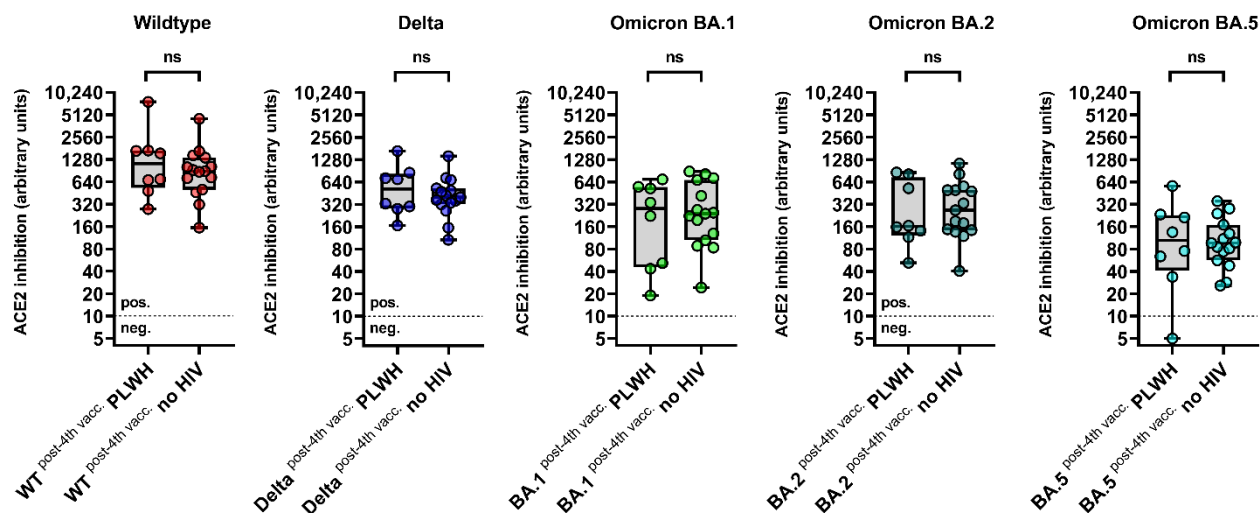 Wildtype
ns
ACE2 inhibition (arbitrary units)
10,240
5120
2560
1280
640
320
160
80
40
20
10
5
pos.
neg.
WT post-4th vacc. PLWH
WT post-4th vacc. no HIV
Delta
ns
ACE2 inhibition (arbitrary units)
10,240
5120
2560
1280
640
320
160
80
40
20
10
5
pos.
neg.
Delta post-4th vacc. PLWH
Delta post-4th vacc. no HIV
Omicron BA.1
ns
ACE2 inhibition (arbitrary units)
10,240
5120
2560
1280
640
320
160
80
40
20
10
5
pos.
neg.
BA.1 post-4th vacc. PLWH
BA.1 post-4th vacc. no HIV
Omicron BA.2
ns
ACE2 inhibition (arbitrary units)
10,240
5120
2560
1280
640
320
160
80
40
20
10
5
pos.
neg.
BA.2 post-4th vacc. PLWH
BA.2 post-4th vacc. no HIV
Omicron BA.5
ns
ACE2 inhibition (arbitrary units)
10,240
5120
2560
1280
640
320
160
80
40
20
10
5
pos.
neg.
BA.5 post-4th vacc. PLWH
BA.5 post-4th vacc. no HIV